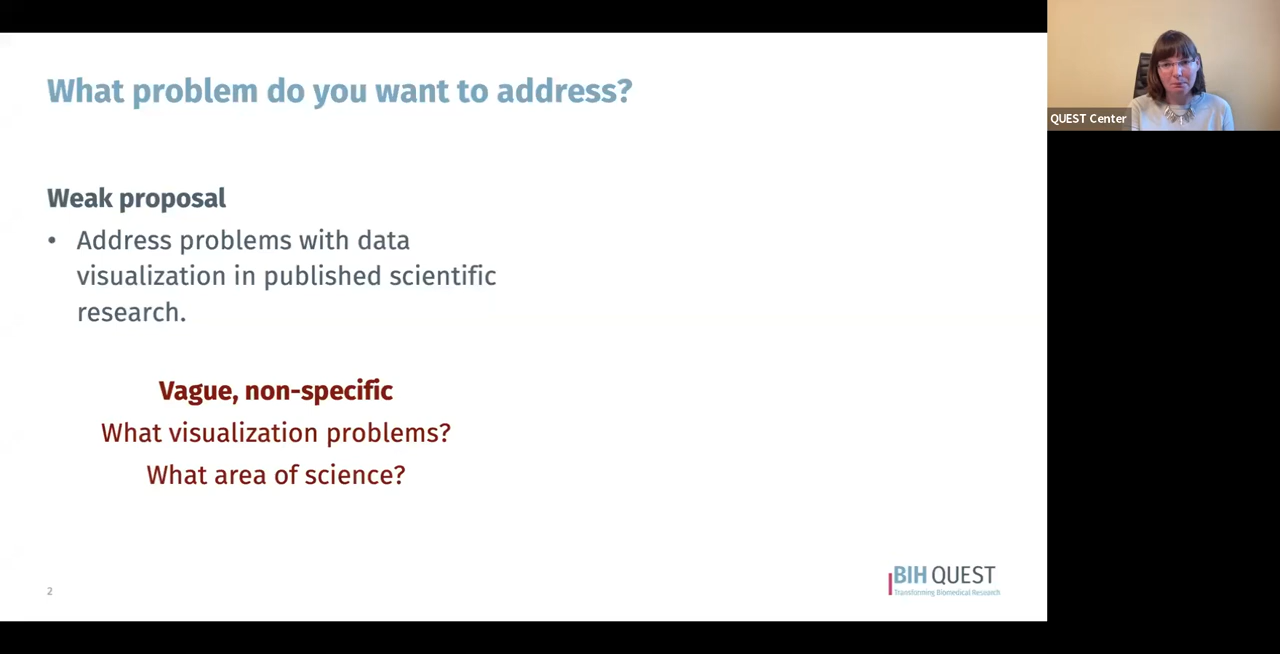 What problem do you want to address?
QUEST Center
Weak proposal
• Address problems with data
visualization in published scientific
research.
Vague, non-specific
What visualization problems?
What area of science?
2
BIH QUEST
Transforming Biomedical Research